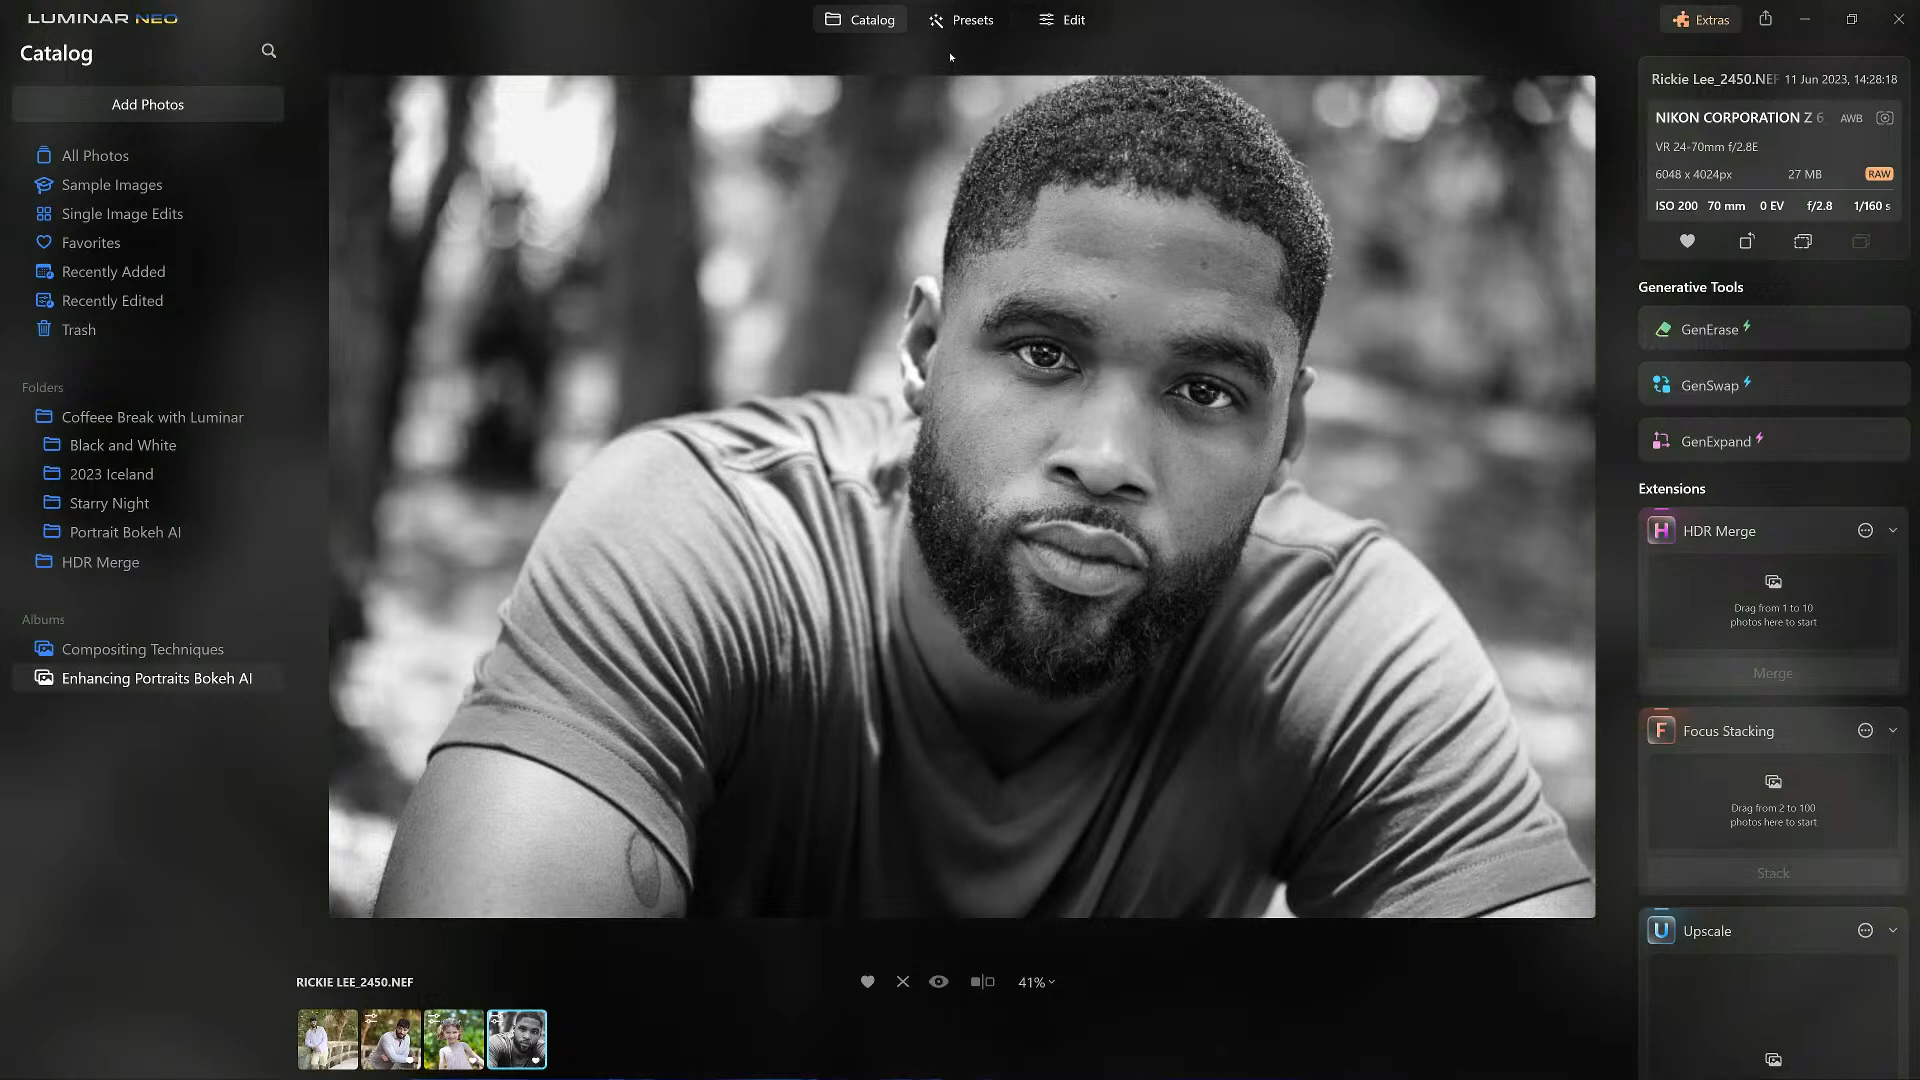 LUMINAR NEO
Catalog
Presets
Edit
Extras
Catalog
Add Photos
All Photos
Sample Images
Single Image Edits
Favorites
Recently Added
Recently Edited
Trash
Folders
Coffeee Break with Luminar
Black and White
2023 Iceland
Starry Night
Portrait Bokeh AI
HDR Merge
Albums
Compositing Techniques
Enhancing Portraits Bokeh AI
Rickie Lee_2450.NEF 11 Jun 2023, 14:28:18
NIKON CORPORATION Z 6 AWB
VR 24-70mm f/2.8E
6048 x 4024px 27 MB RAW
ISO 200 70 mm 0 EV f/2.8 1/160 s
Generative Tools
GenErase
GenSwap
GenExpand
Extensions
H HDR Merge
Drag from 1 to 10
photos here to start
Merge
F Focus Stacking
Drag from 2 to 100
photos here to start
Stack
U Upscale
RICKIE LEE_2450.NEF
41%